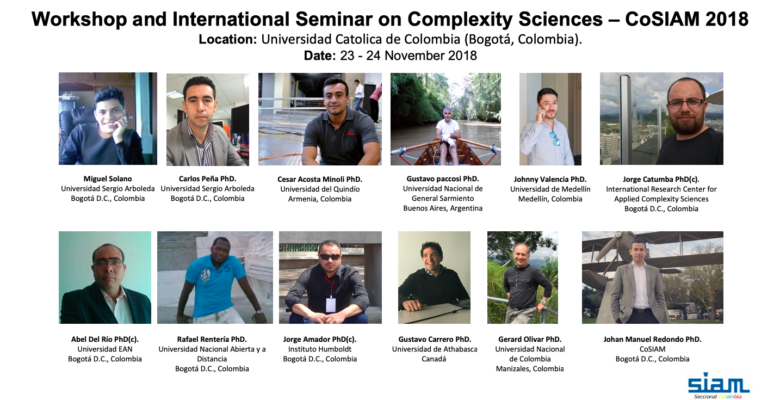 Workshop and International Seminar on Complexity Sciences – CoSIAM 2018
Location: Universidad Catolica de Colombia (Bogotá, Colombia).
Date: 23 - 24 November 2018
Miguel Solano
Universidad Sergio Arboleda
Bogotá D.C., Colombia
Carlos Peña PhD.
Universidad Sergio Arboleda
Bogotá D.C., Colombia
Cesar Acosta Minoli PhD.
Universidad del Quindío
Armenia, Colombia
Gustavo paccosi PhD.
Universidad Nacional de
General Sarmiento
Buenos Aires, Argentina
Johnny Valencia PhD.
Universidad de Medellín
Medellín, Colombia
Jorge Catumba PhD(c).
International Research Center for
Applied Complexity Sciences
Bogotá D.C., Colombia
Abel Del Río PhD(c).
Universidad EAN
Bogotá D.C., Colombia
Rafael Rentería PhD.
Universidad Nacional Abierta y a
Distancia
Bogotá D.C., Colombia
Jorge Amador PhD(c).
Instituto Humboldt
Bogotá D.C., Colombia
Gustavo Carrero PhD.
Universidad de Athabasca
Canadá
Gerard Olivar PhD.
Universidad Nacional
de Colombia
Manizales, Colombia
Johan Manuel Redondo PhD.
CoSIAM
Bogotá D.C., Colombia
siam
Seccional colombia